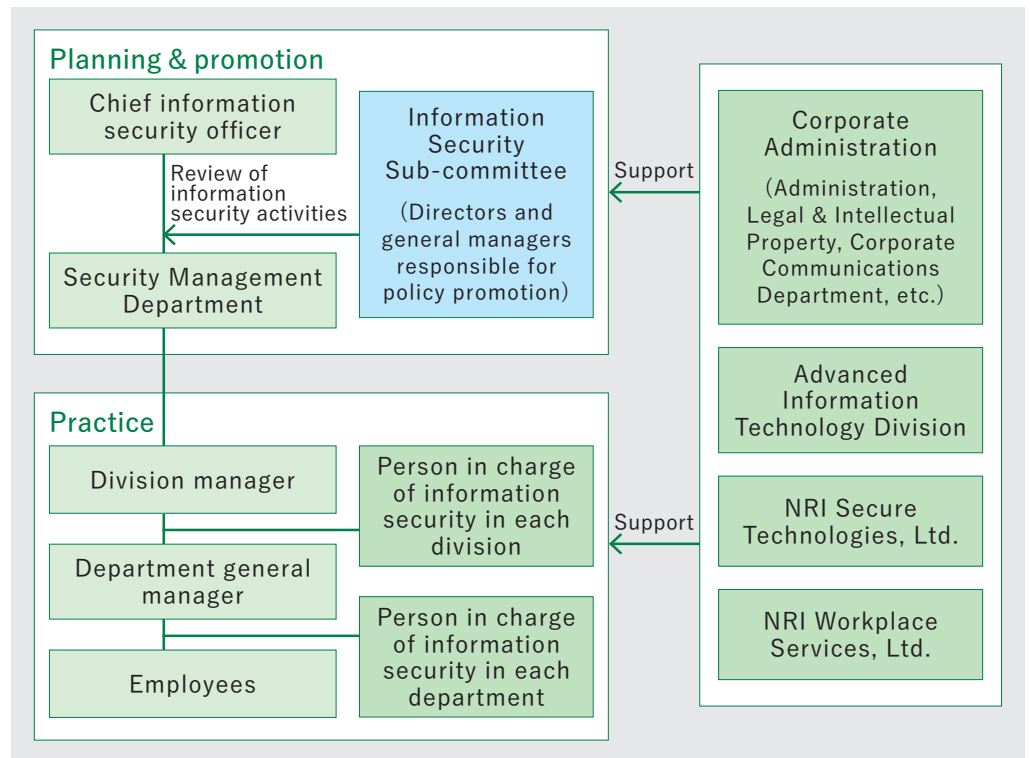 Planning & promotion
Chief information
security officer
Review of
information
security activities
Security Management
Department
Information
Security
Sub-committee
(Directors and
general managers
responsible for
policy promotion)
Support
Corporate
Administration
(Administration,
Legal & Intellectual
Property, Corporate
Communications
Department, etc.)
Advanced
Information
Technology Division
NRI Secure
Technologies, Ltd.
NRI Workplace
Services, Ltd.
Practice
Division manager
Person in charge
of information
security in each
division
Department general
manager
Person in charge
of information
security in each
department
Employees
Support